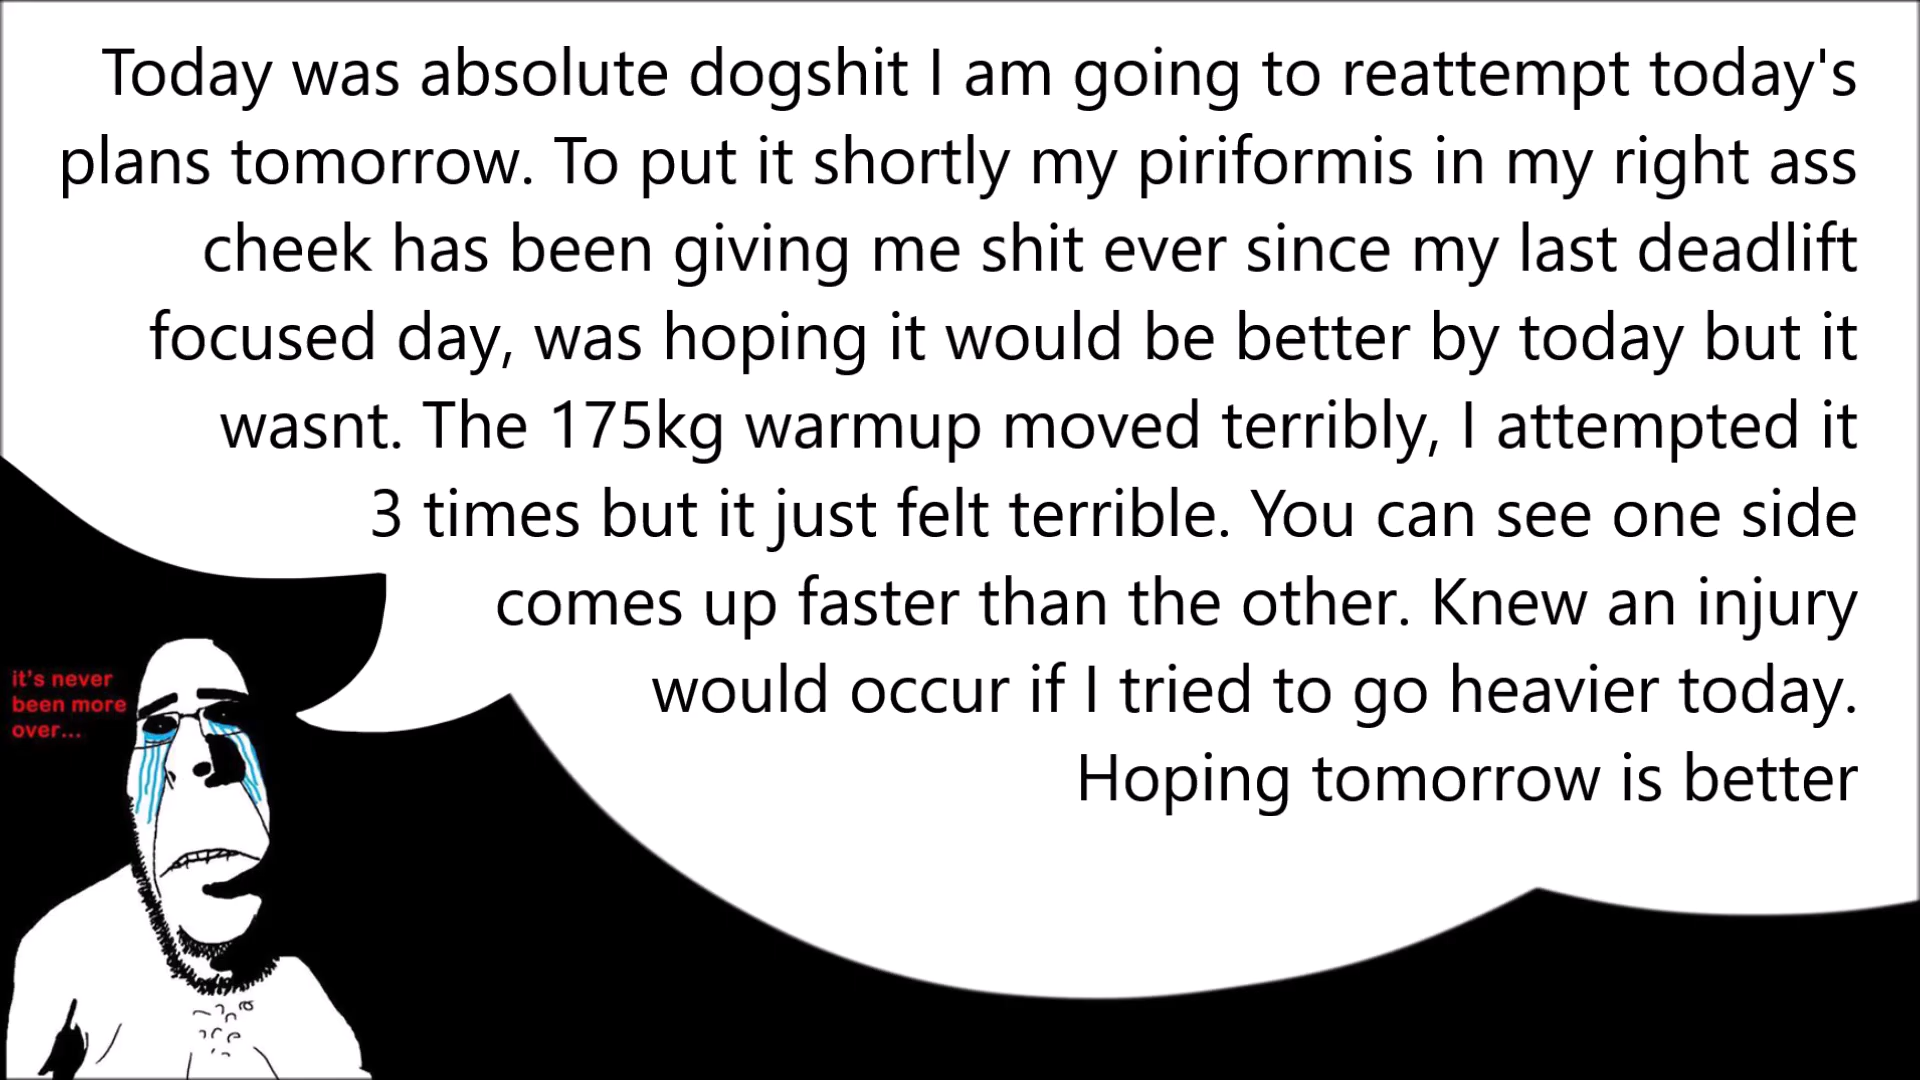 Today was absolute dogshit I am going to reattempt today's
plans tomorrow. To put it shortly my piriformis in my right ass
cheek has been giving me shit ever since my last deadlift
focused day, was hoping it would be better by today but it
wasnt. The 175kg warmup moved terribly, I attempted it
3 times but it just felt terrible. You can see one side
comes up faster than the other. Knew an injury
would occur if I tried to go heavier today.
Hoping tomorrow is better
it's never
been more
over...